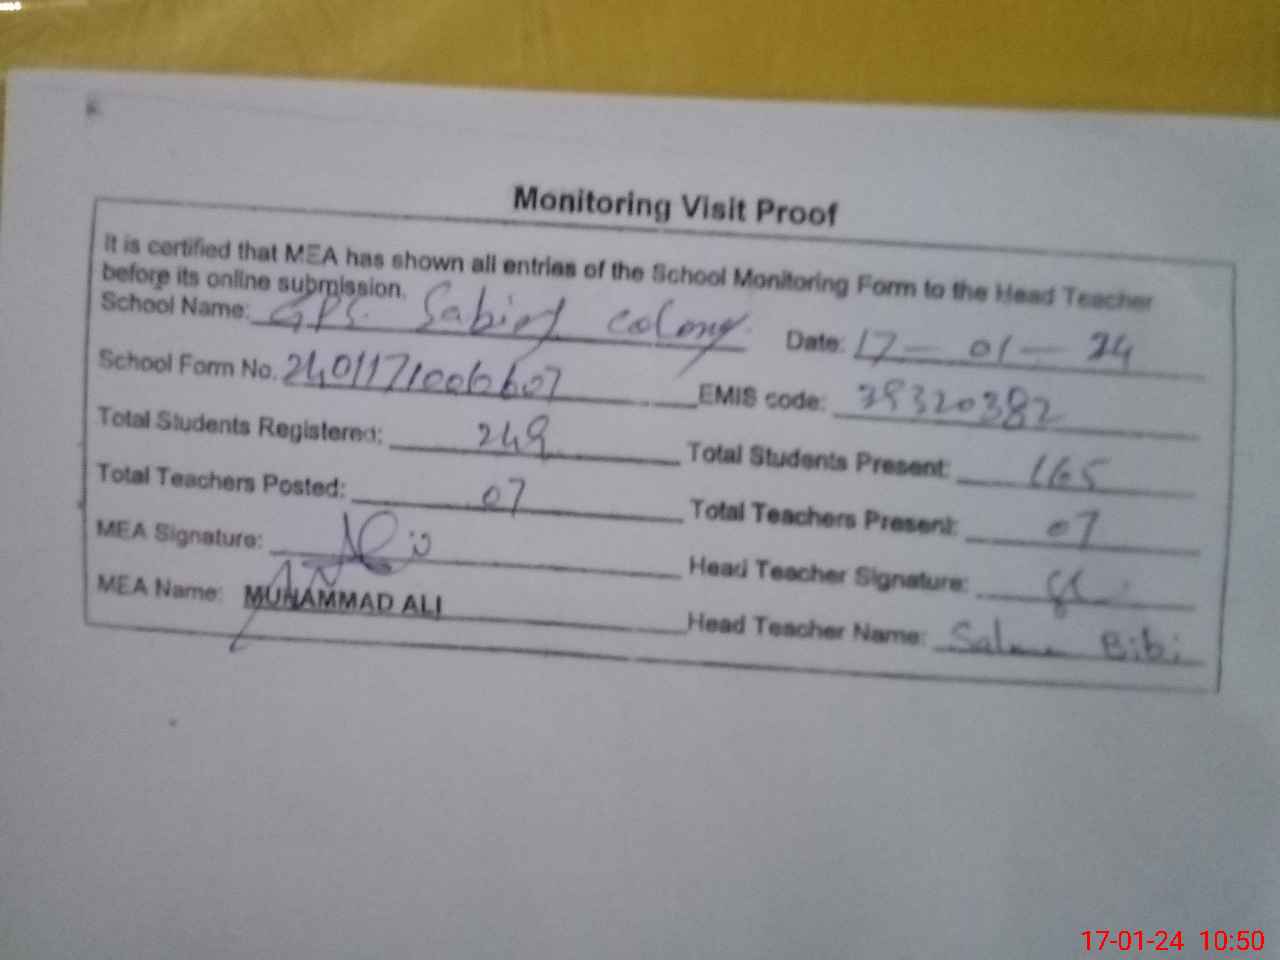 Monitoring Visit Proof
It is certified that MEA has shown all entries of the School Monitoring Form to the Head Teacher
before its online submission.
School Name: GPS. colony Date: 17-01-24
School Form No. EMIS code: 38320382
Total Students Registered: 249 Total Students Present: 165
Total Teachers Posted: 07 Total Teachers Present: 07
MEA Signature: Head Teacher Signature:
MEA Name: MUHAMMAD ALI Head Teacher Name: Bibi
17-01-24 10:50